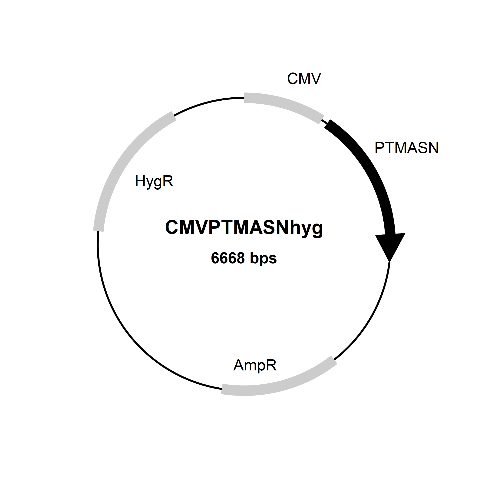 CMV
PTMASN
HygR
CMVPTMASNhyg
6668 bps
AmpR